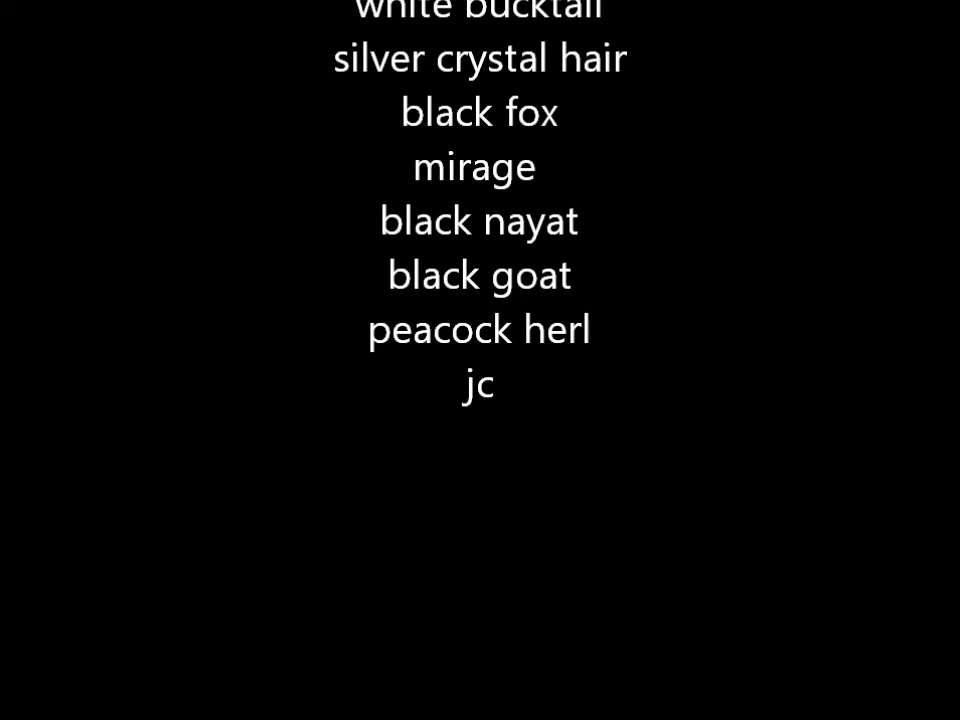 white bucktail
silver crystal hair
black fox
mirage
black nayat
black goat
peacock herl
jc